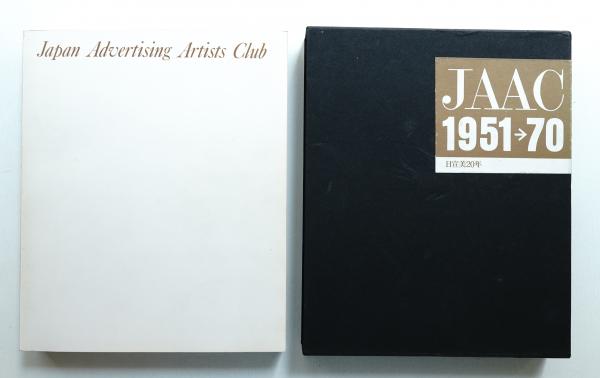 Japan Advertising Artists Club
JAAC
1951→70
日宣美20年